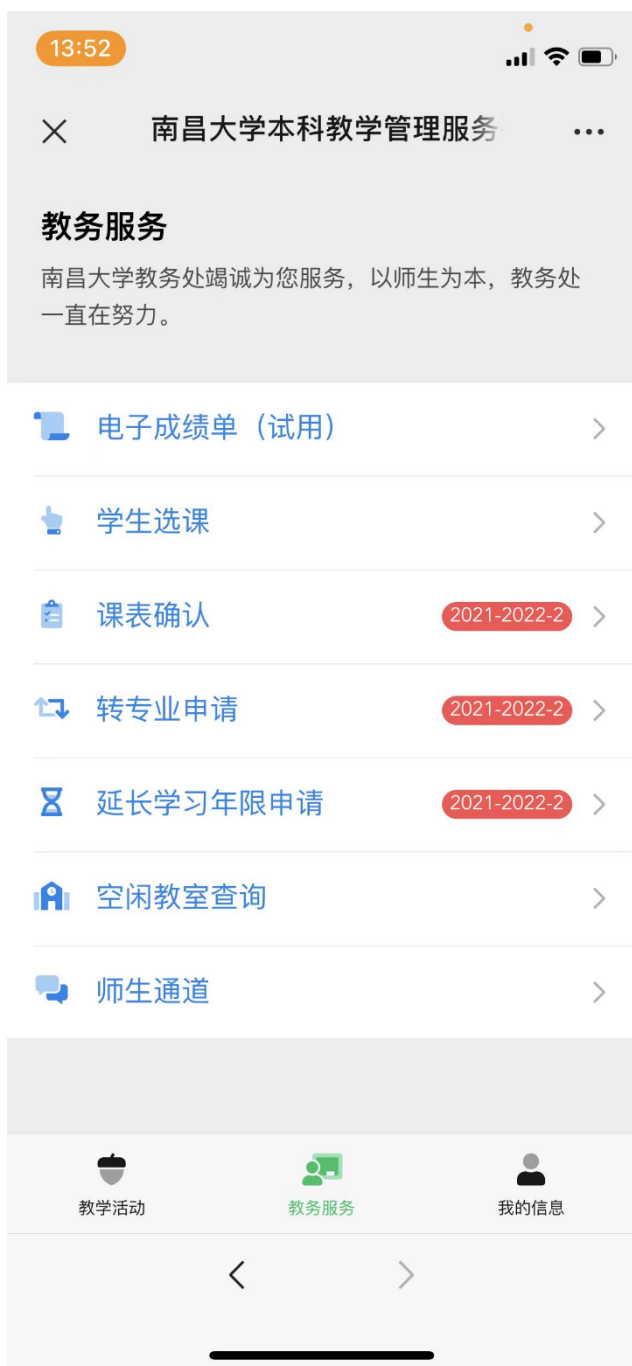 13:52
南昌大学本科教学管理服务
教务服务
南昌大学教务处竭诚为您服务，以师生为本，教务处
一直在努力。
电子成绩单（试用）
学生选课
课表确认 2021-2022-2
转专业申请 2021-2022-2
延长学习年限申请 2021-2022-2
空闲教室查询
师生通道
教学活动 教务服务 我的信息